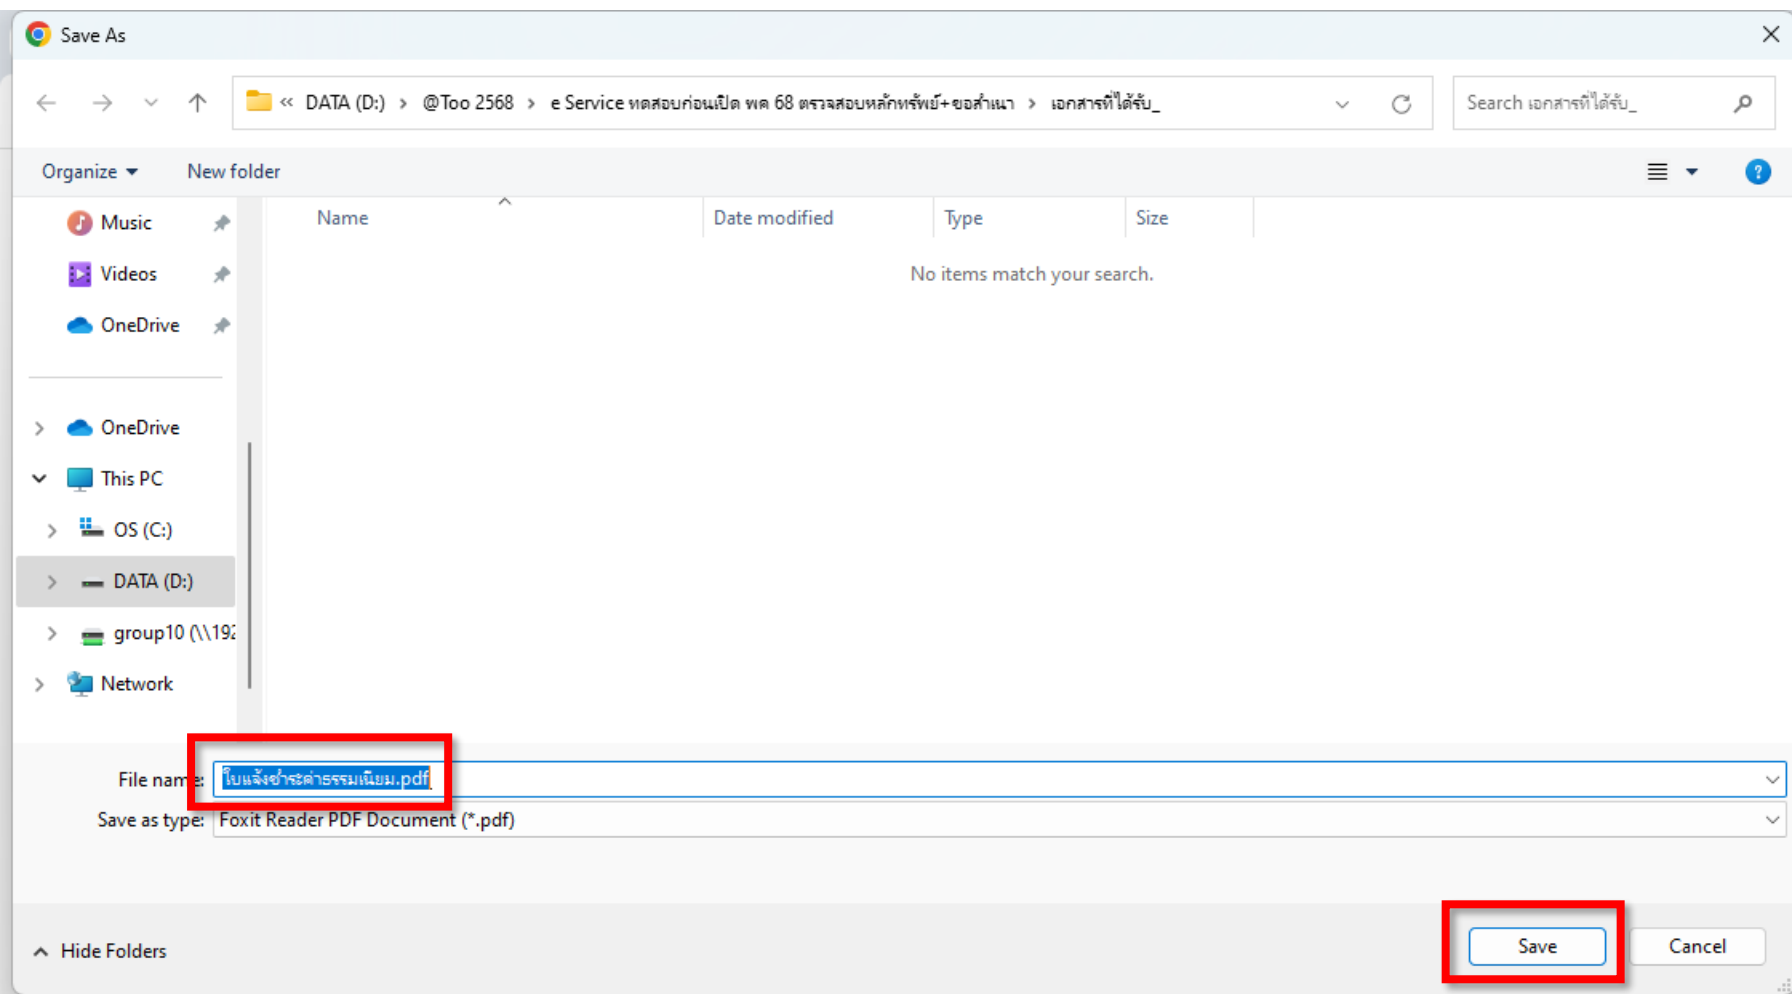 Save As
« DATA (D:) > @Too 2568 > e Service ทดสอบก่อนเปิด พค 68 ตรวจสอบหลักทรัพย์+ขอสำเนา > เอกสารที่ได้รับ_
Search เอกสารที่ได้รับ_
Organize
New folder
Name
Date modified
Type
Size
No items match your search.
Music
Videos
OneDrive
OneDrive
This PC
OS (C:)
DATA (D:)
group10 (\\192
Network
File name: ใบแจ้งชำระค่าธรรมเนียม.pdf
Save as type: Foxit Reader PDF Document (*.pdf)
Hide Folders
Save
Cancel